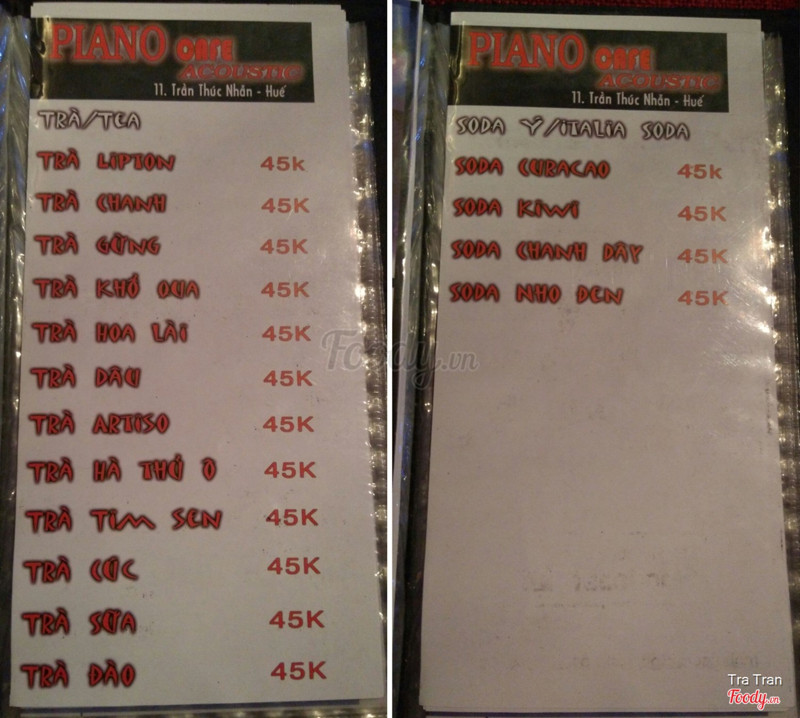 PIANO CAFE
ACOUSTIC
11. Trần Thúc Nhẫn - Huế
TRÀ/TEA
TRÀ LIPTON 45k
TRÀ CHANH 45K
TRÀ GỪNG 45K
TRÀ KHỔ QUA 45K
TRÀ HOA LÀI 45K
TRÀ DÂU 45K
TRÀ ARTISO 45K
TRÀ HÀ THỦ Ô 45K
TRÀ TIM SEN 45K
TRÀ CÚC 45K
TRÀ SỮA 45K
TRÀ ĐÀO 45K
PIANO CAFE
ACOUSTIC
11. Trần Thúc Nhẫn - Huế
SODA Ý/ITALIA SODA
SODA CURACAO 45k
SODA KIWI 45K
SODA CHANH DÂY 45K
SODA NHO ĐEN 45K
Foody.vn
Tra Tran
Foody.vn